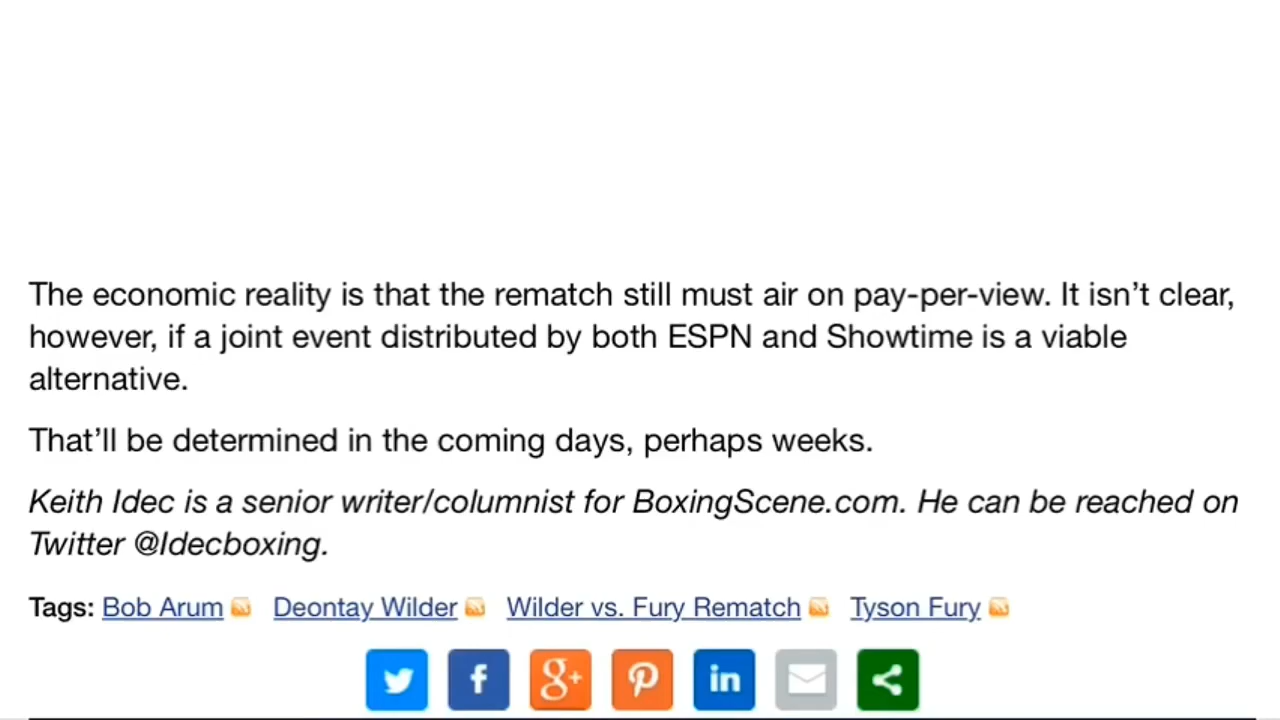 The economic reality is that the rematch still must air on pay-per-view. It isn’t clear,
however, if a joint event distributed by both ESPN and Showtime is a viable
alternative.
That’ll be determined in the coming days, perhaps weeks.
Keith Idec is a senior writer/columnist for BoxingScene.com. He can be reached on
Twitter @Idecboxing.
Tags: Bob Arum Deontay Wilder Wilder vs. Fury Rematch Tyson Fury
f g+ in